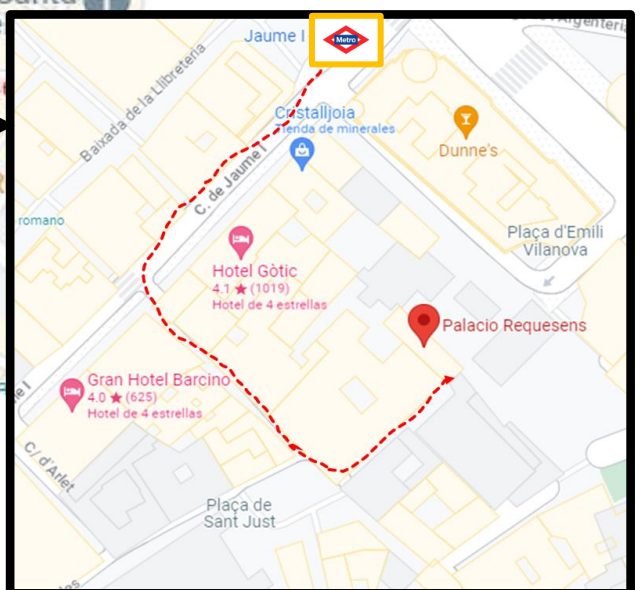 Jaume I
Metro
Argenteria
Baixada de la Llibreteria
Cristalljoia
Tienda de minerales
Dunne's
C. de Jaume I
romano
Plaça d'Emili
Vilanova
Hotel Gòtic
4.1 ★ (1019)
Hotel de 4 estrellas
Palacio Requesens
Gran Hotel Barcino
4.0 ★ (625)
Hotel de 4 estrellas
C/ d'Arlet
Plaça de
Sant Just